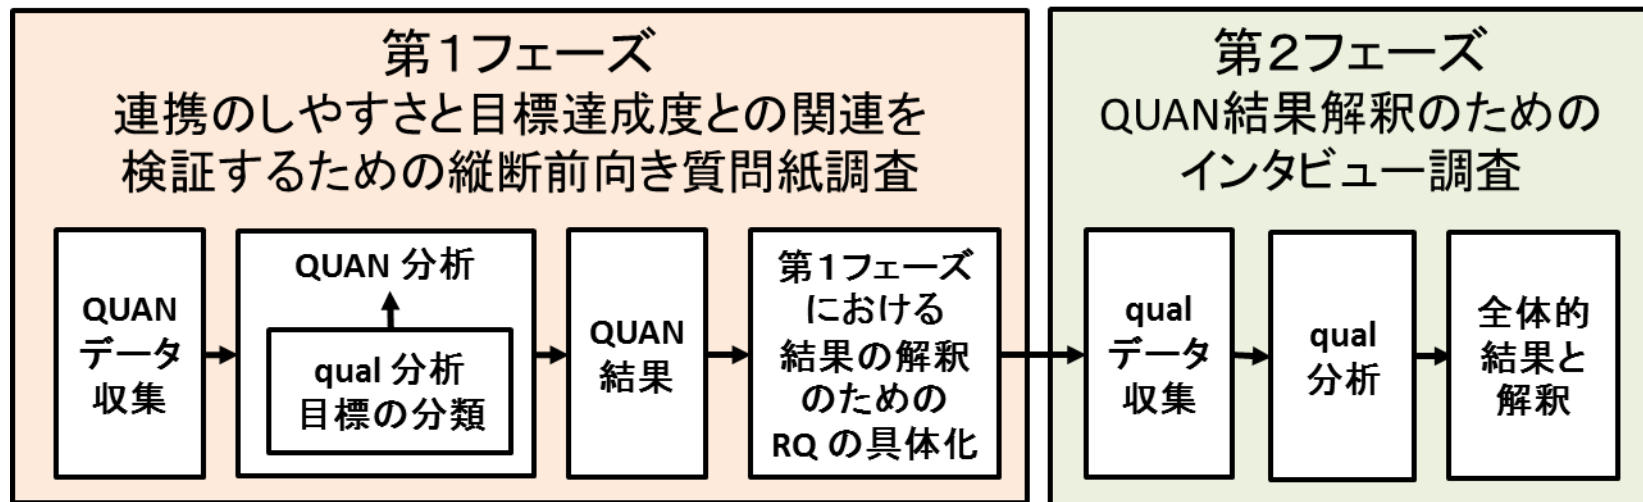 第１フェーズ
連携のしやすさと目標達成度との関連を
検証するための縦断前向き質問紙調査
QUAN
データ
収集
QUAN 分析
qual 分析
目標の分類
QUAN
結果
第１フェーズ
における
結果の解釈
のための
RQ の具体化
第２フェーズ
QUAN結果解釈のための
インタビュー調査
qual
データ
収集
qual
分析
全体的
結果と
解釈